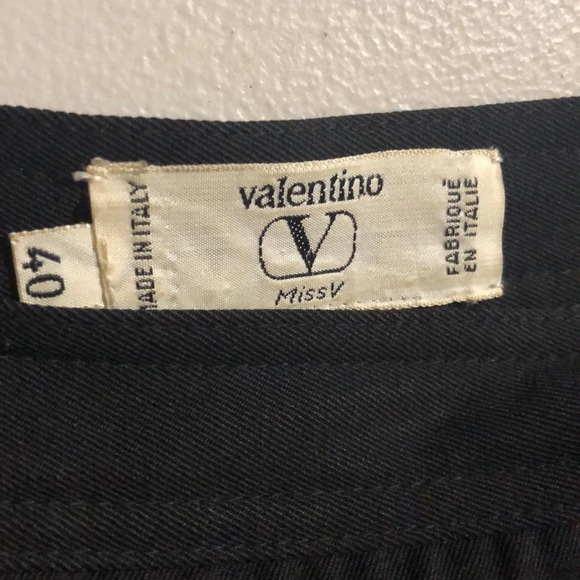 valentino
V
MissV
MADE IN ITALY
FABRIQUÉ
EN ITALIE
40